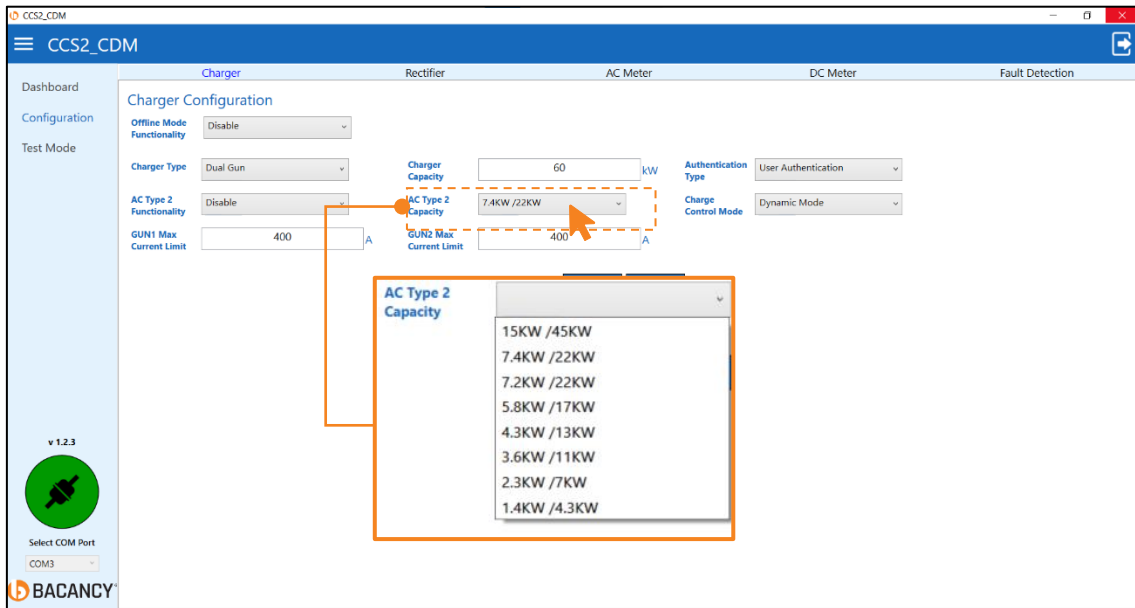 CCS2_CDM
CCS2_CDM
Charger Rectifier AC Meter DC Meter Fault Detection
Dashboard
Configuration
Test Mode
Charger Configuration
Offline Mode
Functionality
Disable
Charger Type Dual Gun
Charger
Capacity
60 kW
Authentication
Type
User Authentication
AC Type 2
Functionality
Disable
AC Type 2
Capacity
7.4KW /22KW
Charge
Control Mode
Dynamic Mode
GUN1 Max
Current Limit
400 A
GUN2 Max
Current Limit
400 A
AC Type 2
Capacity
15KW /45KW
7.4KW /22KW
7.2KW /22KW
5.8KW /17KW
4.3KW /13KW
3.6KW /11KW
2.3KW /7KW
1.4KW /4.3KW
v 1.2.3
Select COM Port
COM3
BACANCY